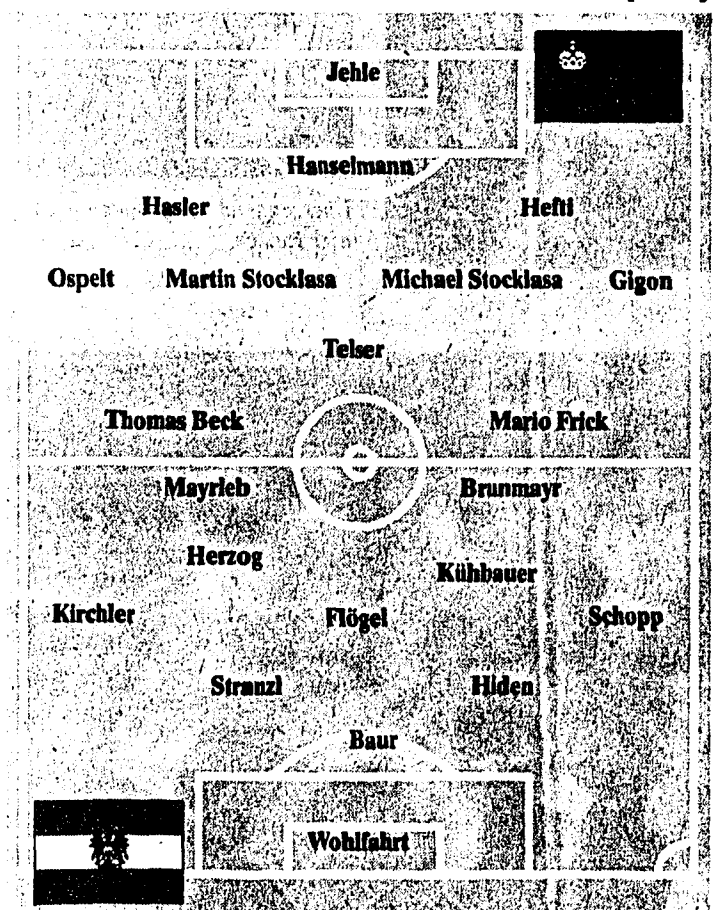 Jehle
Hanselmann
Hasler Hefti
Ospelt Martin Stocklasa Michael Stocklasa Gigon
Telser
Thomas Beck Mario Frick
Mayrleb Brunmayr
Herzog
Kühbauer
Kirchler Flögel Schopp
Stranzl Hiden
Baur
Wohlfahrt